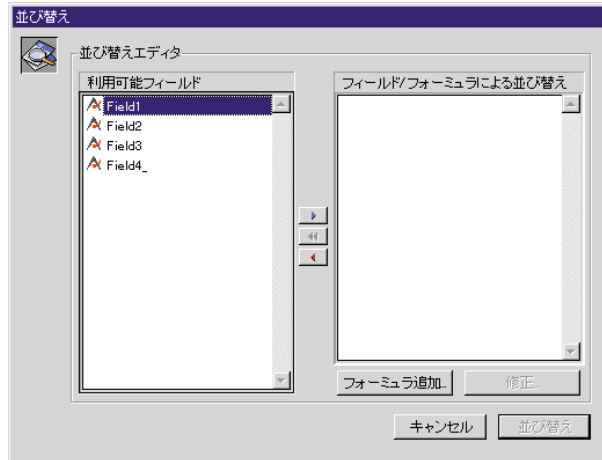 並び替え
並び替えエディタ
利用可能フィールド
フィールド/フォーミュラによる並び替え
Field1
Field2
Field3
Field4_
フォーミュラ追加...
修正...
キャンセル
並び替え